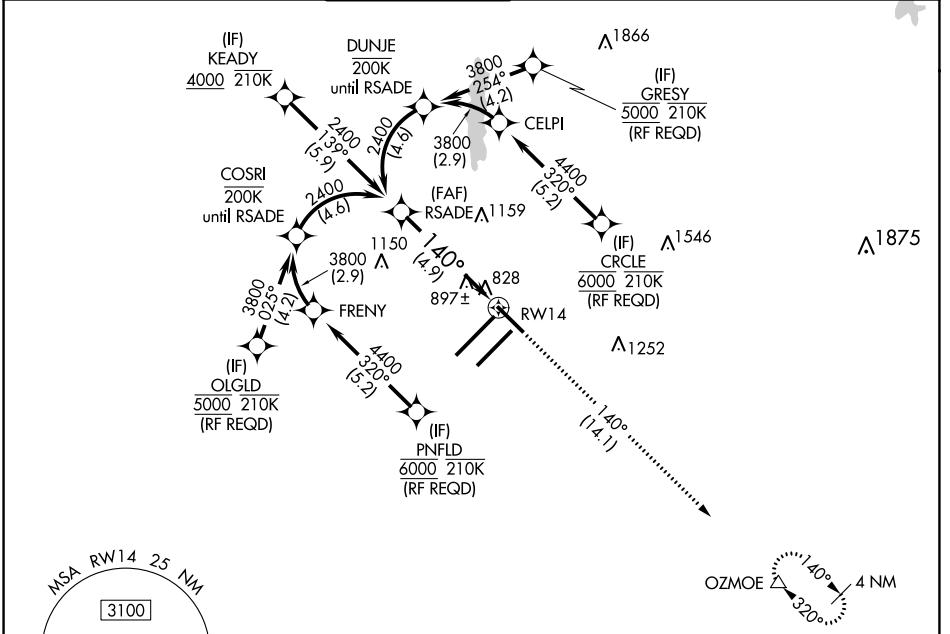 (IF)
KEADY
4000 210K
DUNJE
200K
until RSADE
3800
254°
(4.2)
1866
(IF)
GRESY
5000 210K
(RF REQD)
CELPI
3800
(2.9)
2400
(4.6)
2400
139°
(5.9)
COSRI
200K
until RSADE
2400
(4.6)
(FAF)
RSADE
1159
4400
320°
(5.2)
(IF)
CRCLE
6000 210K
(RF REQD)
1546
1875
1150
3800
(2.9)
140°
(4.9)
828
897±
RW14
FRENY
3800
025°
(4.2)
(IF)
OLGLD
5000 210K
(RF REQD)
4400
320°
(5.2)
(IF)
PNFLD
6000 210K
(RF REQD)
1252
140°
(14.1)
MSA RW14 25 NM
3100
OZMOE
140°
4 NM
320°